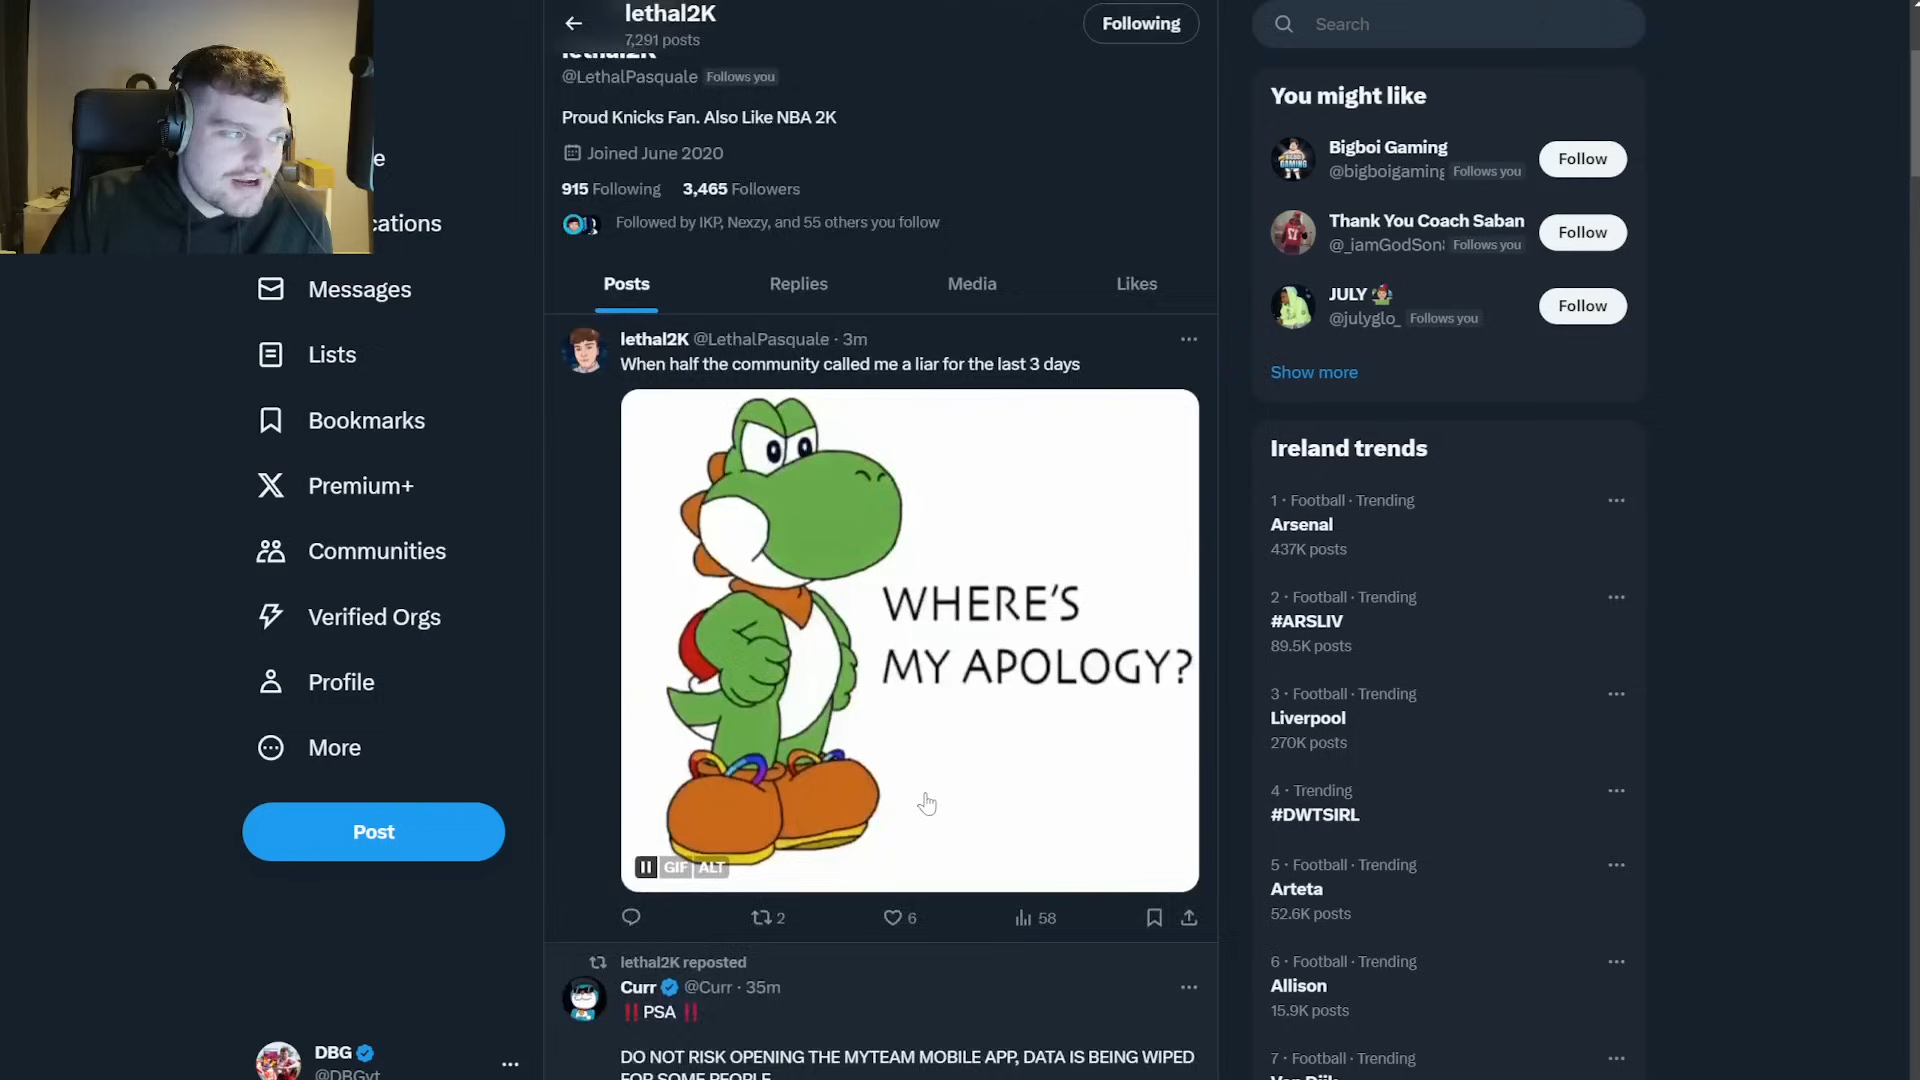 lethal2K
7,291 posts
Following
lethal2K
@LethalPasquale Follows you
Proud Knicks Fan. Also Like NBA 2K
Joined June 2020
915 Following 3,465 Followers
Followed by IKP, Nexzy, and 55 others you follow
Posts Replies Media Likes
lethal2K @LethalPasquale · 3m
When half the community called me a liar for the last 3 days
WHERE'S
MY APOLOGY?
GIF ALT
2 6 58
lethal2K reposted
Curr @Curr · 35m
‼️PSA ‼️
DO NOT RISK OPENING THE MYTEAM MOBILE APP, DATA IS BEING WIPED
FOR SOME PEOPLE
e
cations
Messages
Lists
Bookmarks
Premium+
Communities
Verified Orgs
Profile
More
Post
DBG
@DBGyt
Search
You might like
Bigboi Gaming
@bigboigaming Follows you
Follow
Thank You Coach Saban
@_iamGodSon Follows you
Follow
JULY
@julyglo_ Follows you
Follow
Show more
Ireland trends
1 · Football · Trending
Arsenal
437K posts
2 · Football · Trending
#ARSLIV
89.5K posts
3 · Football · Trending
Liverpool
270K posts
4 · Trending
#DWTSIRL
5 · Football · Trending
Arteta
52.6K posts
6 · Football · Trending
Allison
15.9K posts
7 · Football · Trending
Van Dijk